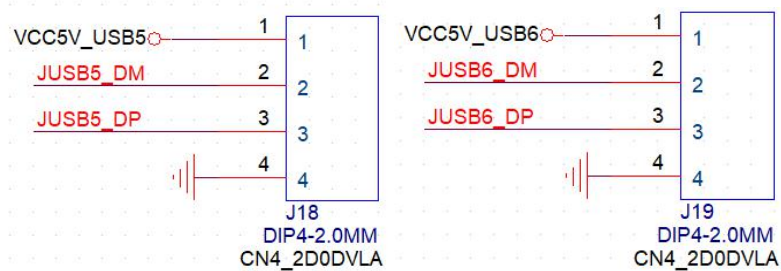 VCC5V_USB5 1 1
JUSB5_DM 2 2
JUSB5_DP 3 3
4 4
J18
DIP4-2.0MM
CN4_2D0DVLA
VCC5V_USB6 1 1
JUSB6_DM 2 2
JUSB6_DP 3 3
4 4
J19
DIP4-2.0MM
CN4_2D0DVLA